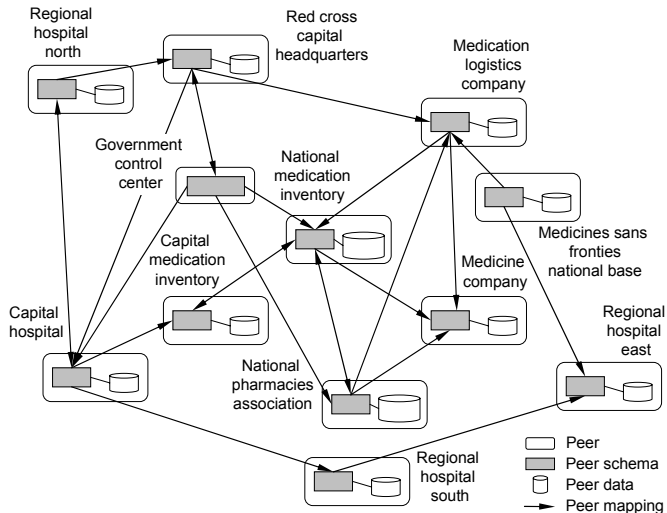 Regional
hospital
north
Red cross
capital
headquarters
Medication
logistics
company
Government
control
center
National
medication
inventory
Medicines sans
fronties
national base
Capital
medication
inventory
Medicine
company
Capital
hospital
Regional
hospital
east
National
pharmacies
association
Regional
hospital
south
Peer
Peer schema
Peer data
Peer mapping